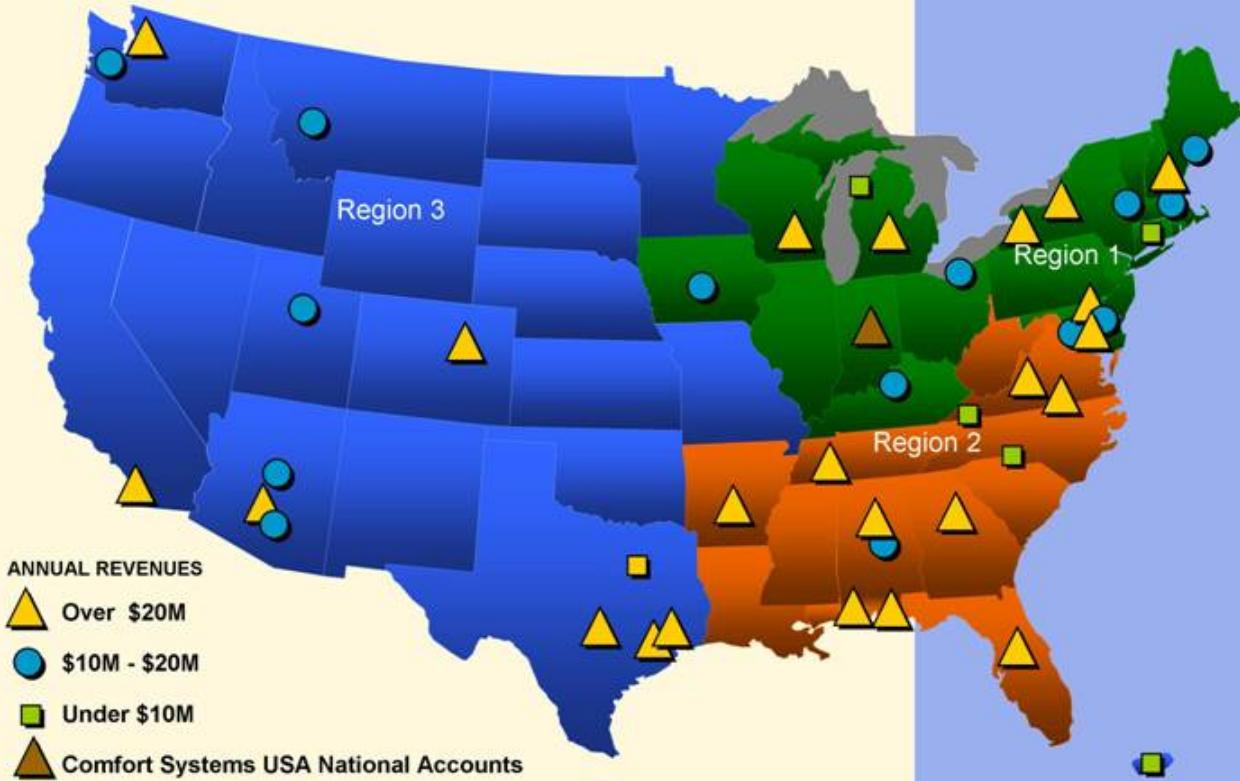 Region 3
Region 1
Region 2
ANNUAL REVENUES
Over $20M
$10M - $20M
Under $10M
Comfort Systems USA National Accounts